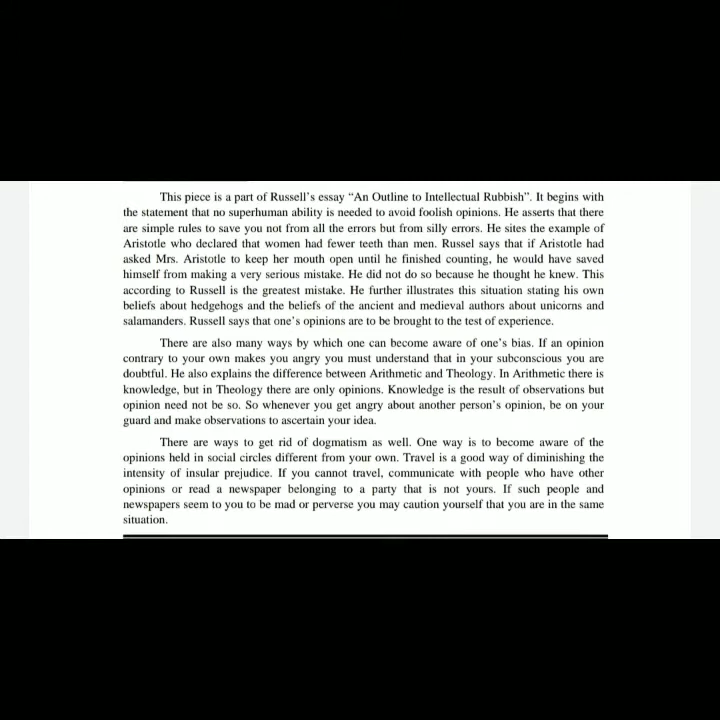 This piece is a part of Russell's essay "An Outline to Intellectual Rubbish". It begins with
the statement that no superhuman ability is needed to avoid foolish opinions. He asserts that there
are simple rules to save you not from all the errors but from silly errors. He sites the example of
Aristotle who declared that women had fewer teeth than men. Russel says that if Aristotle had
asked Mrs. Aristotle to keep her mouth open until he finished counting, he would have saved
himself from making a very serious mistake. He did not do so because he thought he knew. This
according to Russell is the greatest mistake. He further illustrates this situation stating his own
beliefs about hedgehogs and the beliefs of the ancient and medieval authors about unicorns and
salamanders. Russell says that one's opinions are to be brought to the test of experience.
There are also many ways by which one can become aware of one's bias. If an opinion
contrary to your own makes you angry you must understand that in your subconscious you are
doubtful. He also explains the difference between Arithmetic and Theology. In Arithmetic there is
knowledge, but in Theology there are only opinions. Knowledge is the result of observations but
opinion need not be so. So whenever you get angry about another person's opinion, be on your
guard and make observations to ascertain your idea.
There are ways to get rid of dogmatism as well. One way is to become aware of the
opinions held in social circles different from your own. Travel is a good way of diminishing the
intensity of insular prejudice. If you cannot travel, communicate with people who have other
opinions or read a newspaper belonging to a party that is not yours. If such people and
newspapers seem to you to be mad or perverse you may caution yourself that you are in the same
situation.